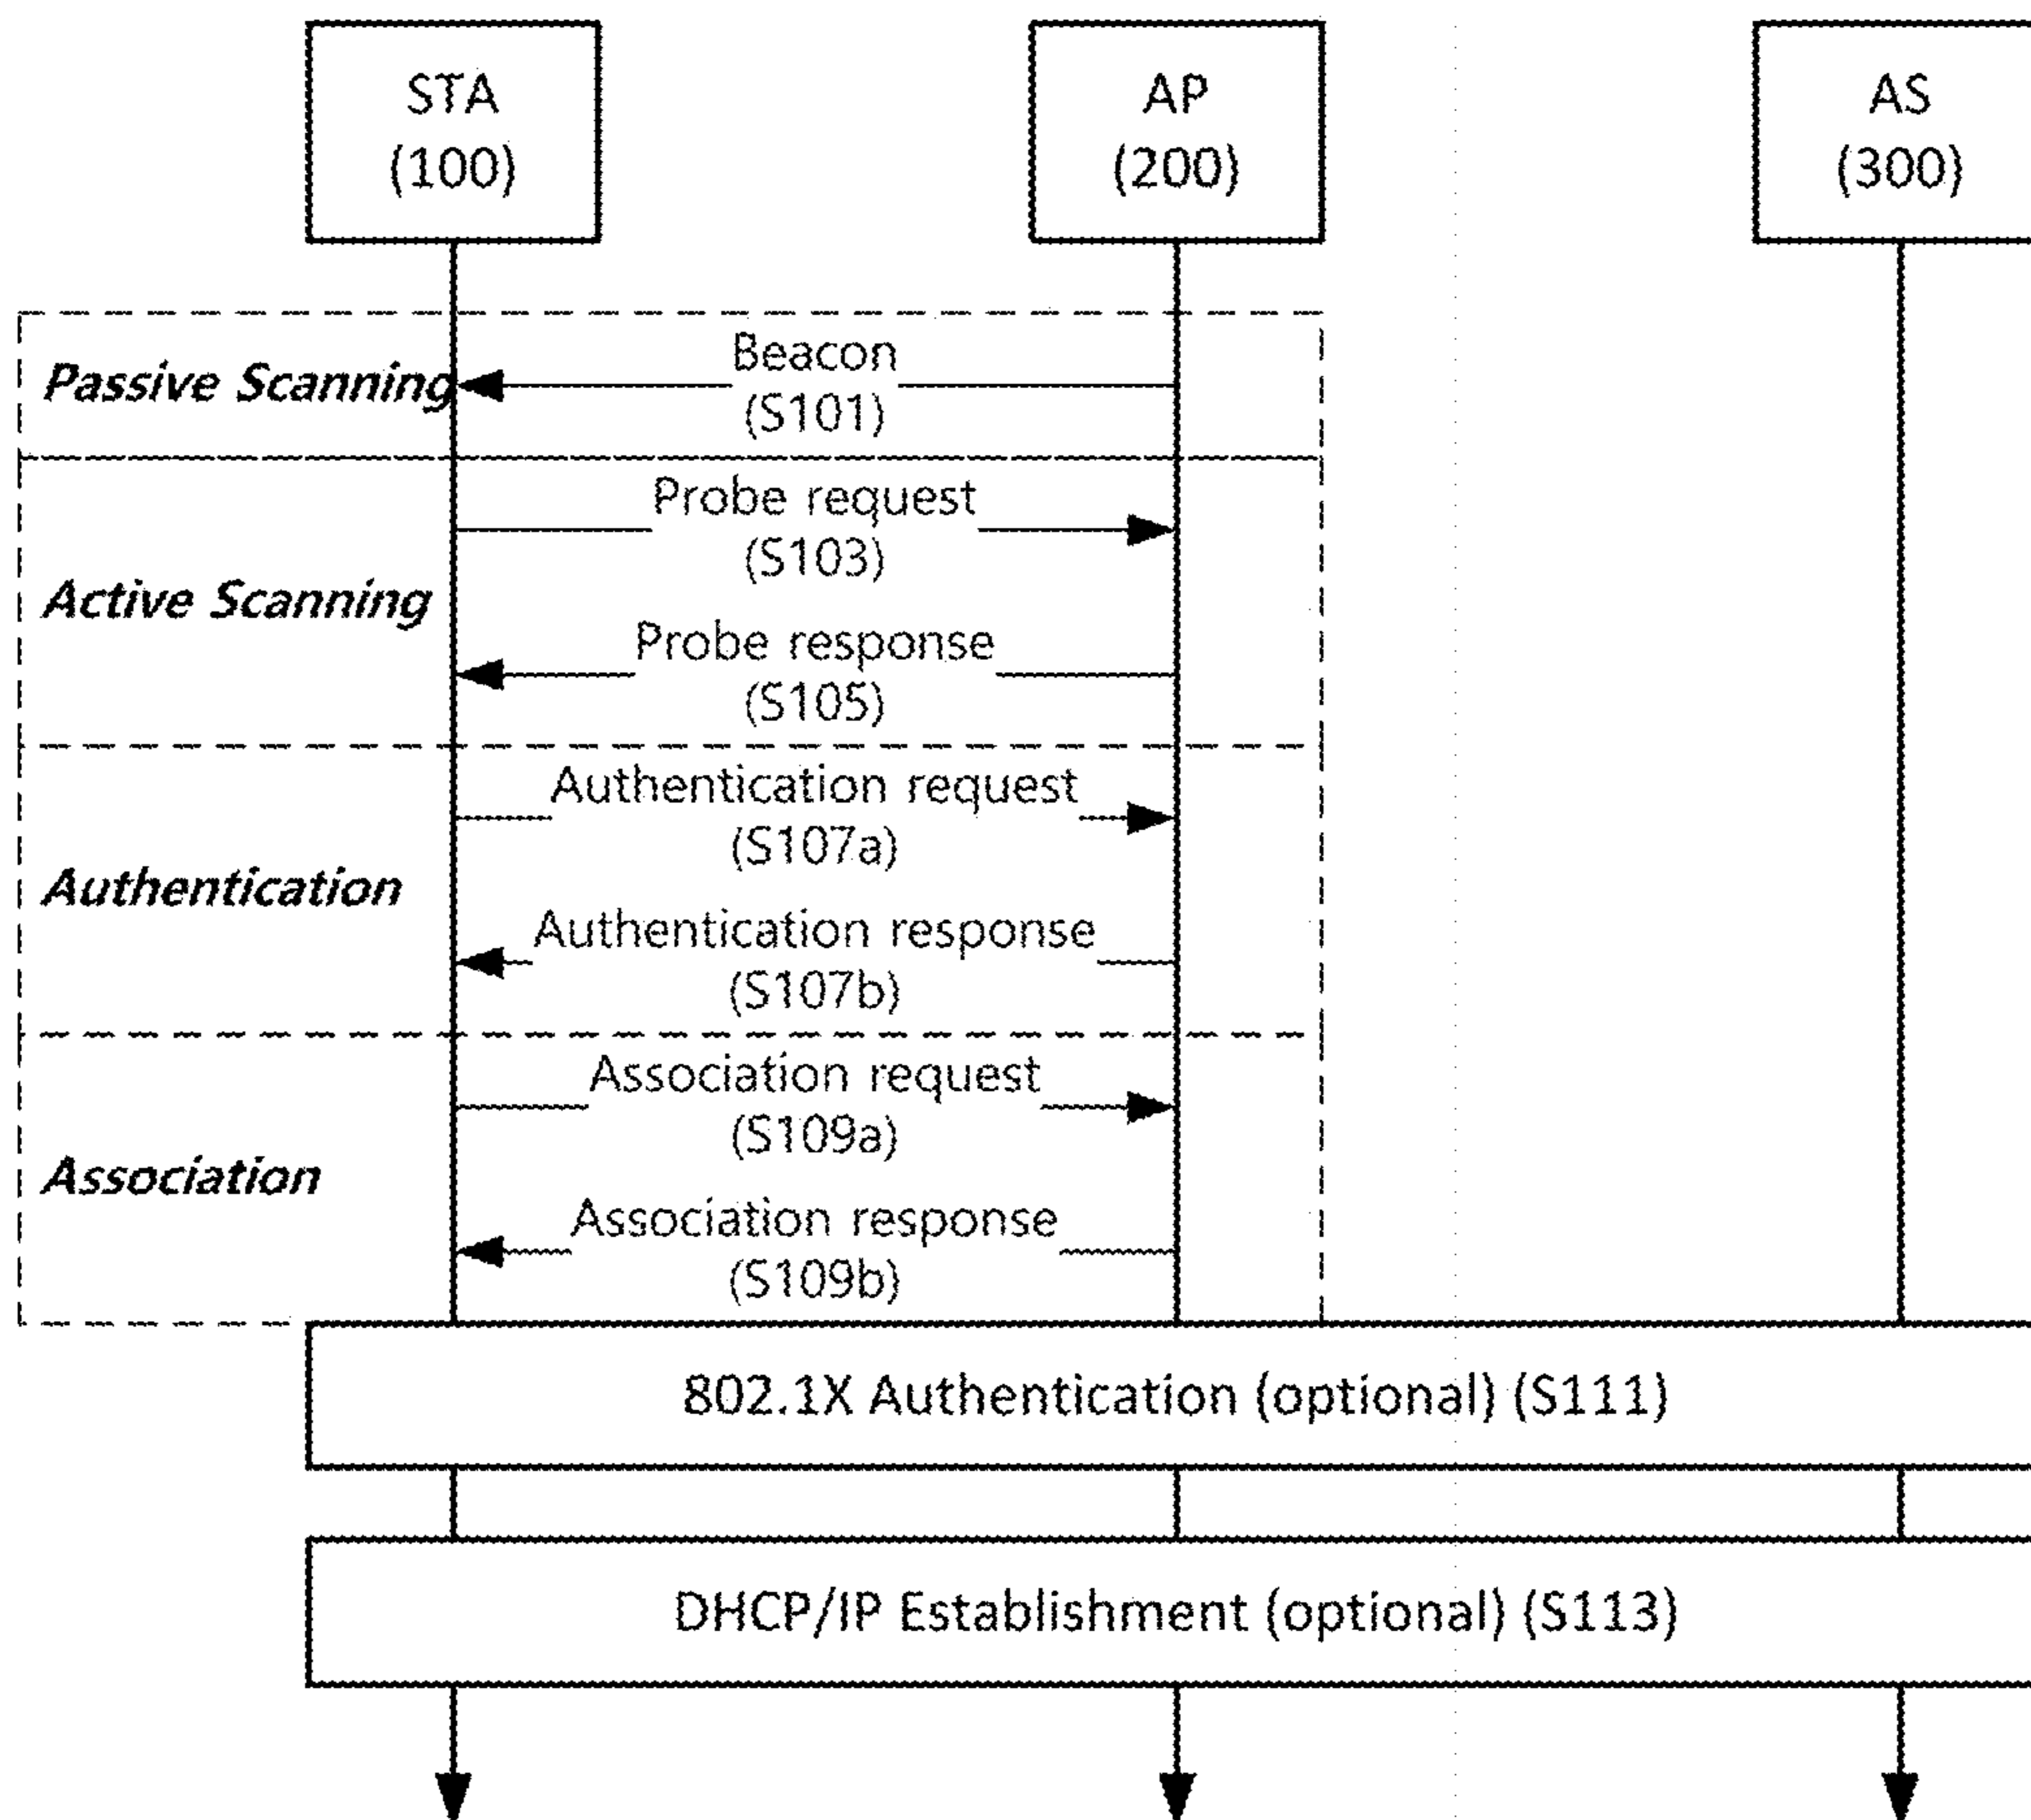 STA
(100)
AP
(200)
AS
(300)
Passive Scanning
Beacon
(S101)
Active Scanning
Probe request
(S103)
Probe response
(S105)
Authentication
Authentication request
(S107a)
Authentication response
(S107b)
Association
Association request
(S109a)
Association response
(S109b)
802.1X Authentication (optional) (S111)
DHCP/IP Establishment (optional) (S113)